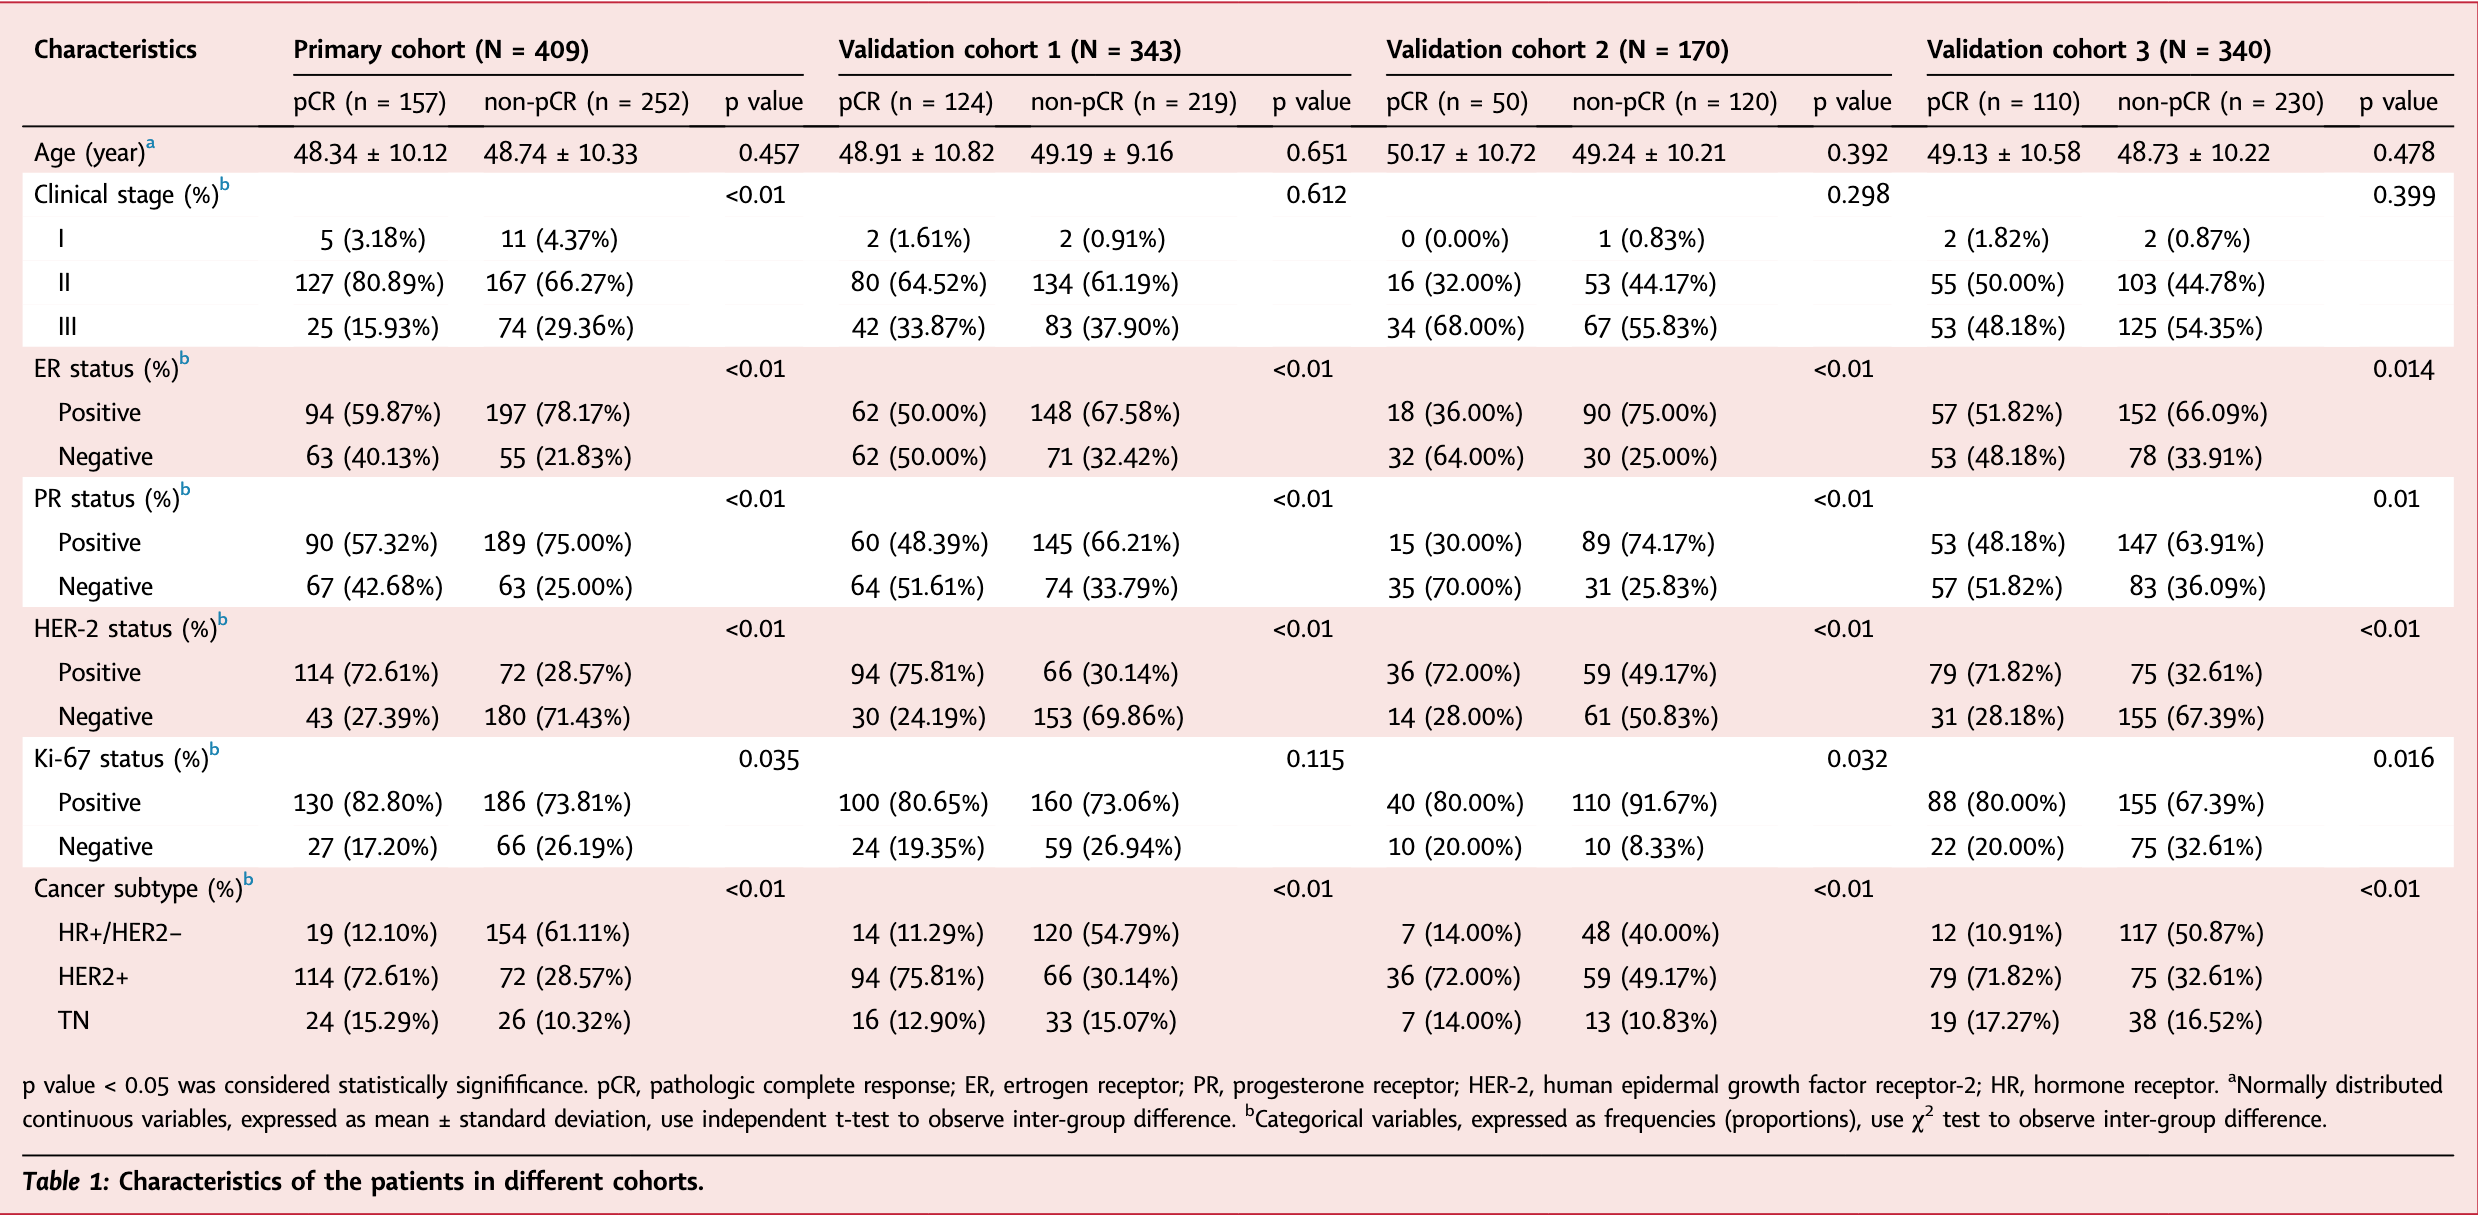 Characteristics Primary cohort (N = 409) Validation cohort 1 (N = 343) Validation cohort 2 (N = 170) Validation cohort 3 (N = 340)
pCR (n = 157) non-pCR (n = 252) p value pCR (n = 124) non-pCR (n = 219) p value pCR (n = 50) non-pCR (n = 120) p value pCR (n = 110) non-pCR (n = 230) p value
Age (year)a 48.34 ± 10.12 48.74 ± 10.33 0.457 48.91 ± 10.82 49.19 ± 9.16 0.651 50.17 ± 10.72 49.24 ± 10.21 0.392 49.13 ± 10.58 48.73 ± 10.22 0.478
Clinical stage (%)b <0.01 0.612 0.298 0.399
I 5 (3.18%) 11 (4.37%) 2 (1.61%) 2 (0.91%) 0 (0.00%) 1 (0.83%) 2 (1.82%) 2 (0.87%)
II 127 (80.89%) 167 (66.27%) 80 (64.52%) 134 (61.19%) 16 (32.00%) 53 (44.17%) 55 (50.00%) 103 (44.78%)
III 25 (15.93%) 74 (29.36%) 42 (33.87%) 83 (37.90%) 34 (68.00%) 67 (55.83%) 53 (48.18%) 125 (54.35%)
ER status (%)b <0.01 <0.01 <0.01 0.014
Positive 94 (59.87%) 197 (78.17%) 62 (50.00%) 148 (67.58%) 18 (36.00%) 90 (75.00%) 57 (51.82%) 152 (66.09%)
Negative 63 (40.13%) 55 (21.83%) 62 (50.00%) 71 (32.42%) 32 (64.00%) 30 (25.00%) 53 (48.18%) 78 (33.91%)
PR status (%)b <0.01 <0.01 <0.01 0.01
Positive 90 (57.32%) 189 (75.00%) 60 (48.39%) 145 (66.21%) 15 (30.00%) 89 (74.17%) 53 (48.18%) 147 (63.91%)
Negative 67 (42.68%) 63 (25.00%) 64 (51.61%) 74 (33.79%) 35 (70.00%) 31 (25.83%) 57 (51.82%) 83 (36.09%)
HER-2 status (%)b <0.01 <0.01 <0.01 <0.01
Positive 114 (72.61%) 72 (28.57%) 94 (75.81%) 66 (30.14%) 36 (72.00%) 59 (49.17%) 79 (71.82%) 75 (32.61%)
Negative 43 (27.39%) 180 (71.43%) 30 (24.19%) 153 (69.86%) 14 (28.00%) 61 (50.83%) 31 (28.18%) 155 (67.39%)
Ki-67 status (%)b 0.035 0.115 0.032 0.016
Positive 130 (82.80%) 186 (73.81%) 100 (80.65%) 160 (73.06%) 40 (80.00%) 110 (91.67%) 88 (80.00%) 155 (67.39%)
Negative 27 (17.20%) 66 (26.19%) 24 (19.35%) 59 (26.94%) 10 (20.00%) 10 (8.33%) 22 (20.00%) 75 (32.61%)
Cancer subtype (%)b <0.01 <0.01 <0.01 <0.01
HR+/HER2− 19 (12.10%) 154 (61.11%) 14 (11.29%) 120 (54.79%) 7 (14.00%) 48 (40.00%) 12 (10.91%) 117 (50.87%)
HER2+ 114 (72.61%) 72 (28.57%) 94 (75.81%) 66 (30.14%) 36 (72.00%) 59 (49.17%) 79 (71.82%) 75 (32.61%)
TN 24 (15.29%) 26 (10.32%) 16 (12.90%) 33 (15.07%) 7 (14.00%) 13 (10.83%) 19 (17.27%) 38 (16.52%)
p value < 0.05 was considered statistically signififificance. pCR, pathologic complete response; ER, ertrogen receptor; PR, progesterone receptor; HER-2, human epidermal growth factor receptor-2; HR, hormone receptor. aNormally distributed
continuous variables, expressed as mean ± standard deviation, use independent t-test to observe inter-group difference. bCategorical variables, expressed as frequencies (proportions), use χ2 test to observe inter-group difference.
Table 1: Characteristics of the patients in different cohorts.